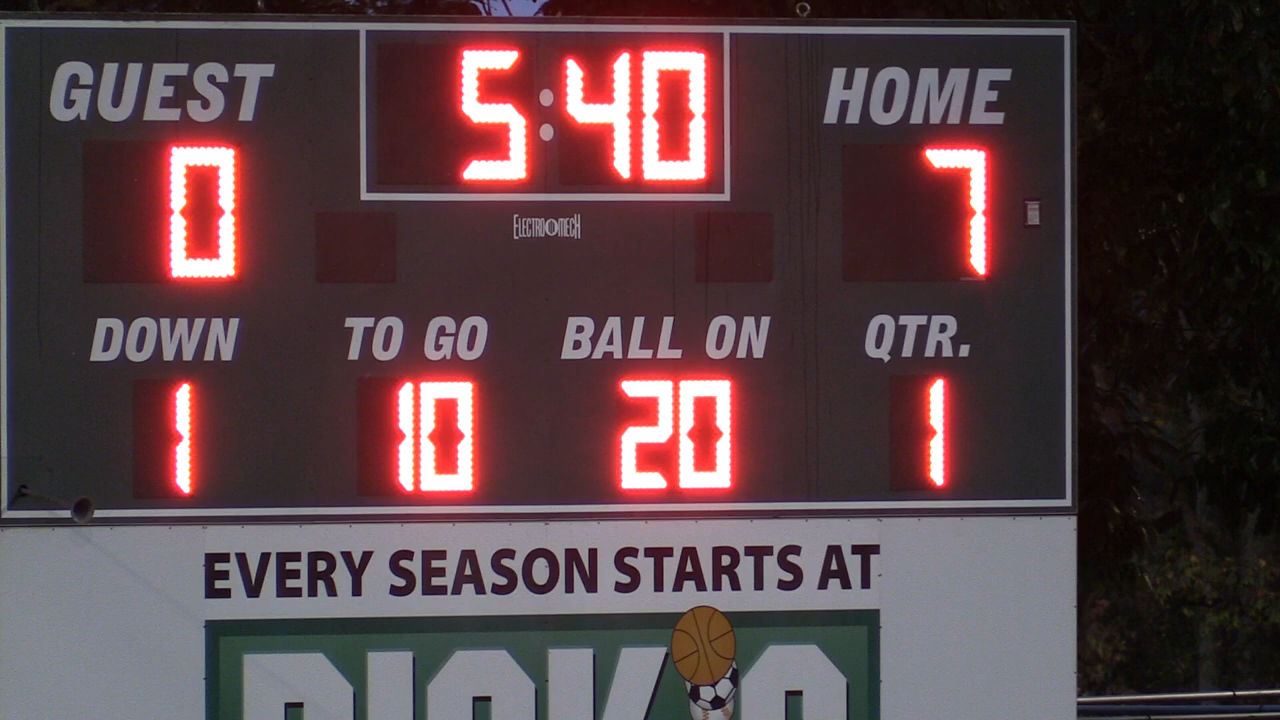 5:40
GUEST HOME
0 7
ELECTRO MECH
DOWN TO GO BALL ON QTR.
1 10 20 1
EVERY SEASON STARTS AT